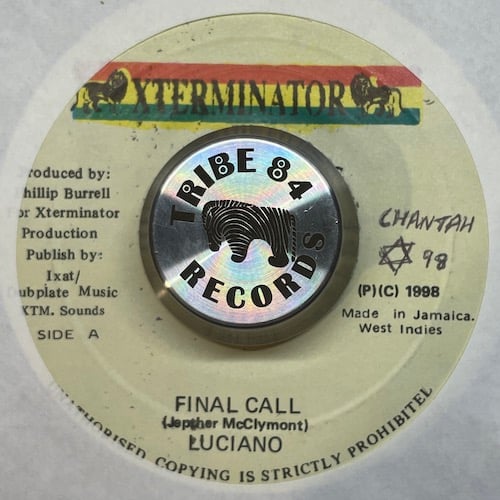 XTERMINATOR
TRIBE 84
RECORDS
roduced by:
hillip Burrell
or Xterminator
Production
Publish by:
Ixat/
ubplate Music
XTM. Sounds
SIDE A
CHANTAH
98
(P)(C) 1998
Made in Jamaica.
West Indies
FINAL CALL
(Jepther McClymont)
LUCIANO
AUTHORISED COPYING IS STRICTLY PROHIBITEL